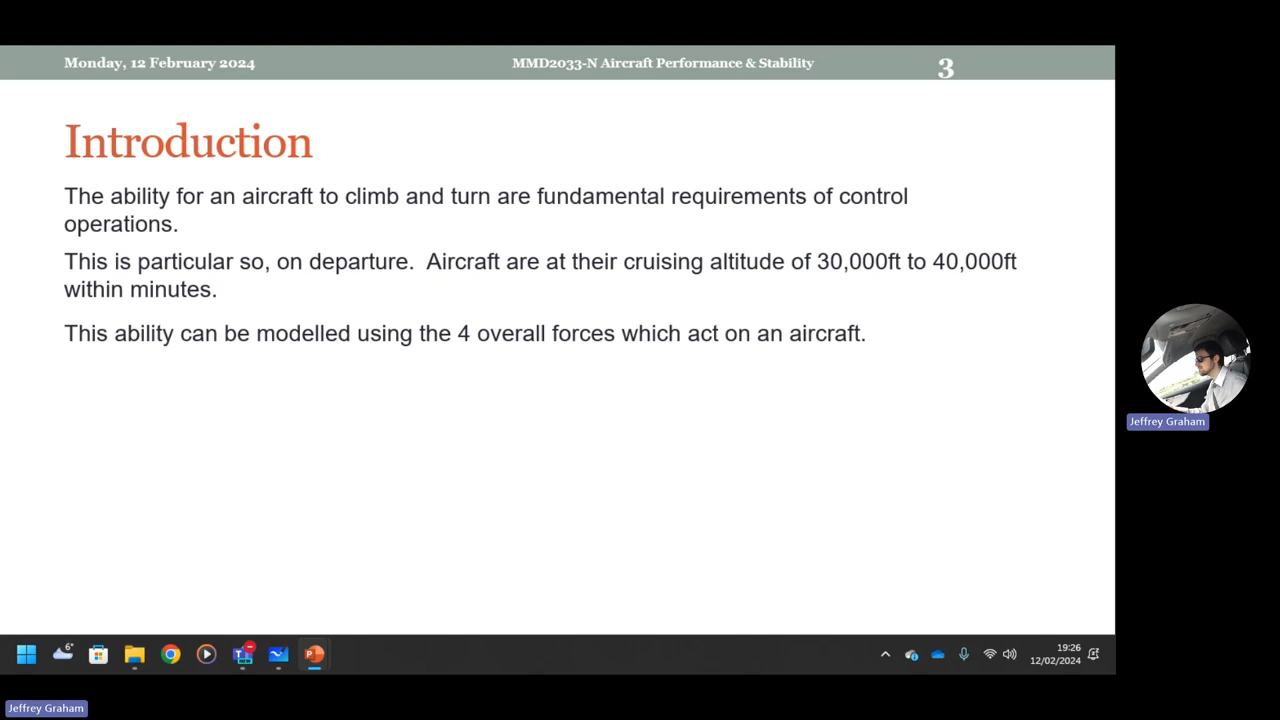 Monday, 12 February 2024
MMD2033-N Aircraft Performance & Stability
3
Introduction
The ability for an aircraft to climb and turn are fundamental requirements of control
operations.
This is particular so, on departure.  Aircraft are at their cruising altitude of 30,000ft to 40,000ft
within minutes.
This ability can be modelled using the 4 overall forces which act on an aircraft.
Jeffrey Graham
6°
19:26
12/02/2024
Jeffrey Graham